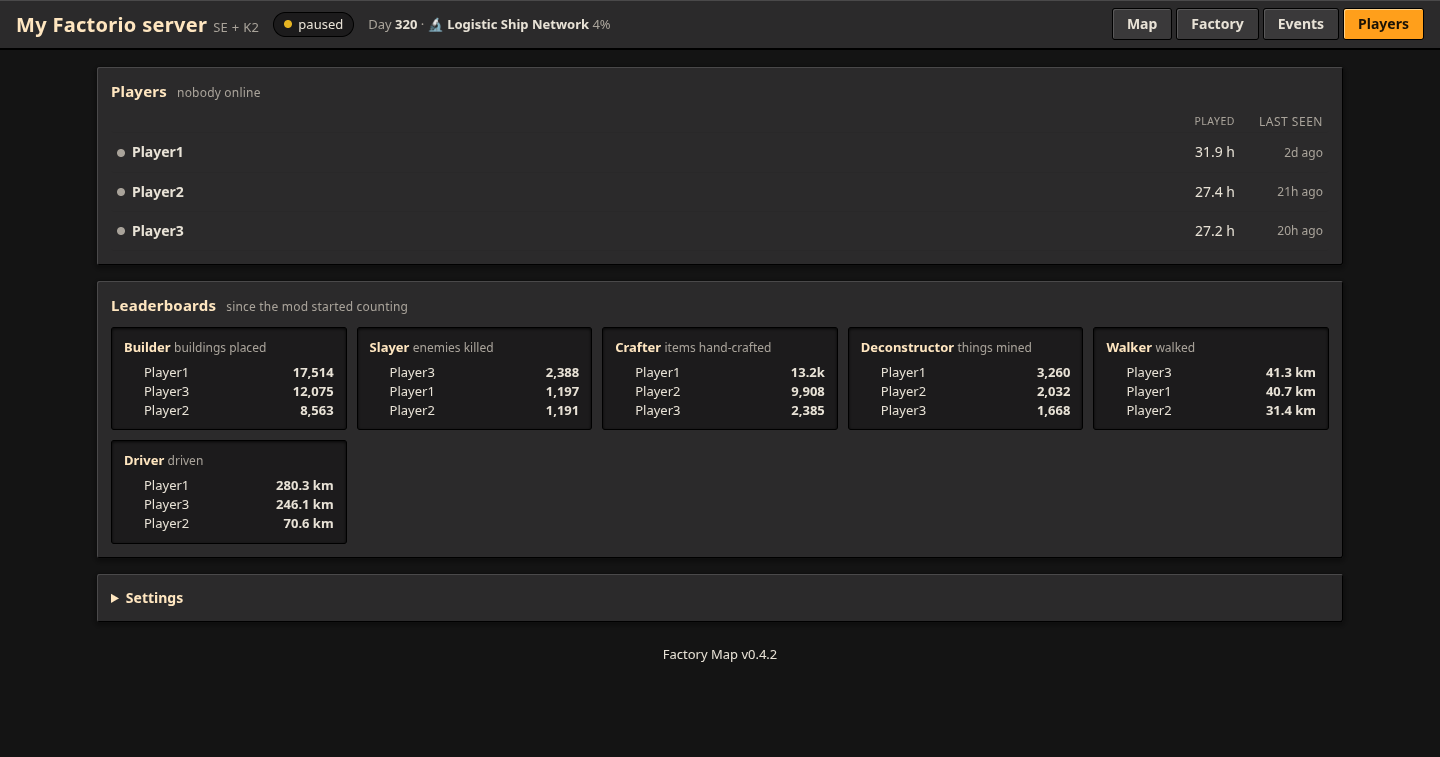 My Factorio server SE + K2 paused Day 320 · 🔬 Logistic Ship Network 4% Map Factory Events Players
Players nobody online
PLAYED LAST SEEN
Player1 31.9 h 2d ago
Player2 27.4 h 21h ago
Player3 27.2 h 20h ago
Leaderboards since the mod started counting
Builder buildings placed
Player1 17,514
Player3 12,075
Player2 8,563
Slayer enemies killed
Player3 2,388
Player1 1,197
Player2 1,191
Crafter items hand-crafted
Player1 13.2k
Player2 9,908
Player3 2,385
Deconstructor things mined
Player1 3,260
Player2 2,032
Player3 1,668
Walker walked
Player3 41.3 km
Player1 40.7 km
Player2 31.4 km
Driver driven
Player1 280.3 km
Player3 246.1 km
Player2 70.6 km
▶ Settings
Factory Map v0.4.2